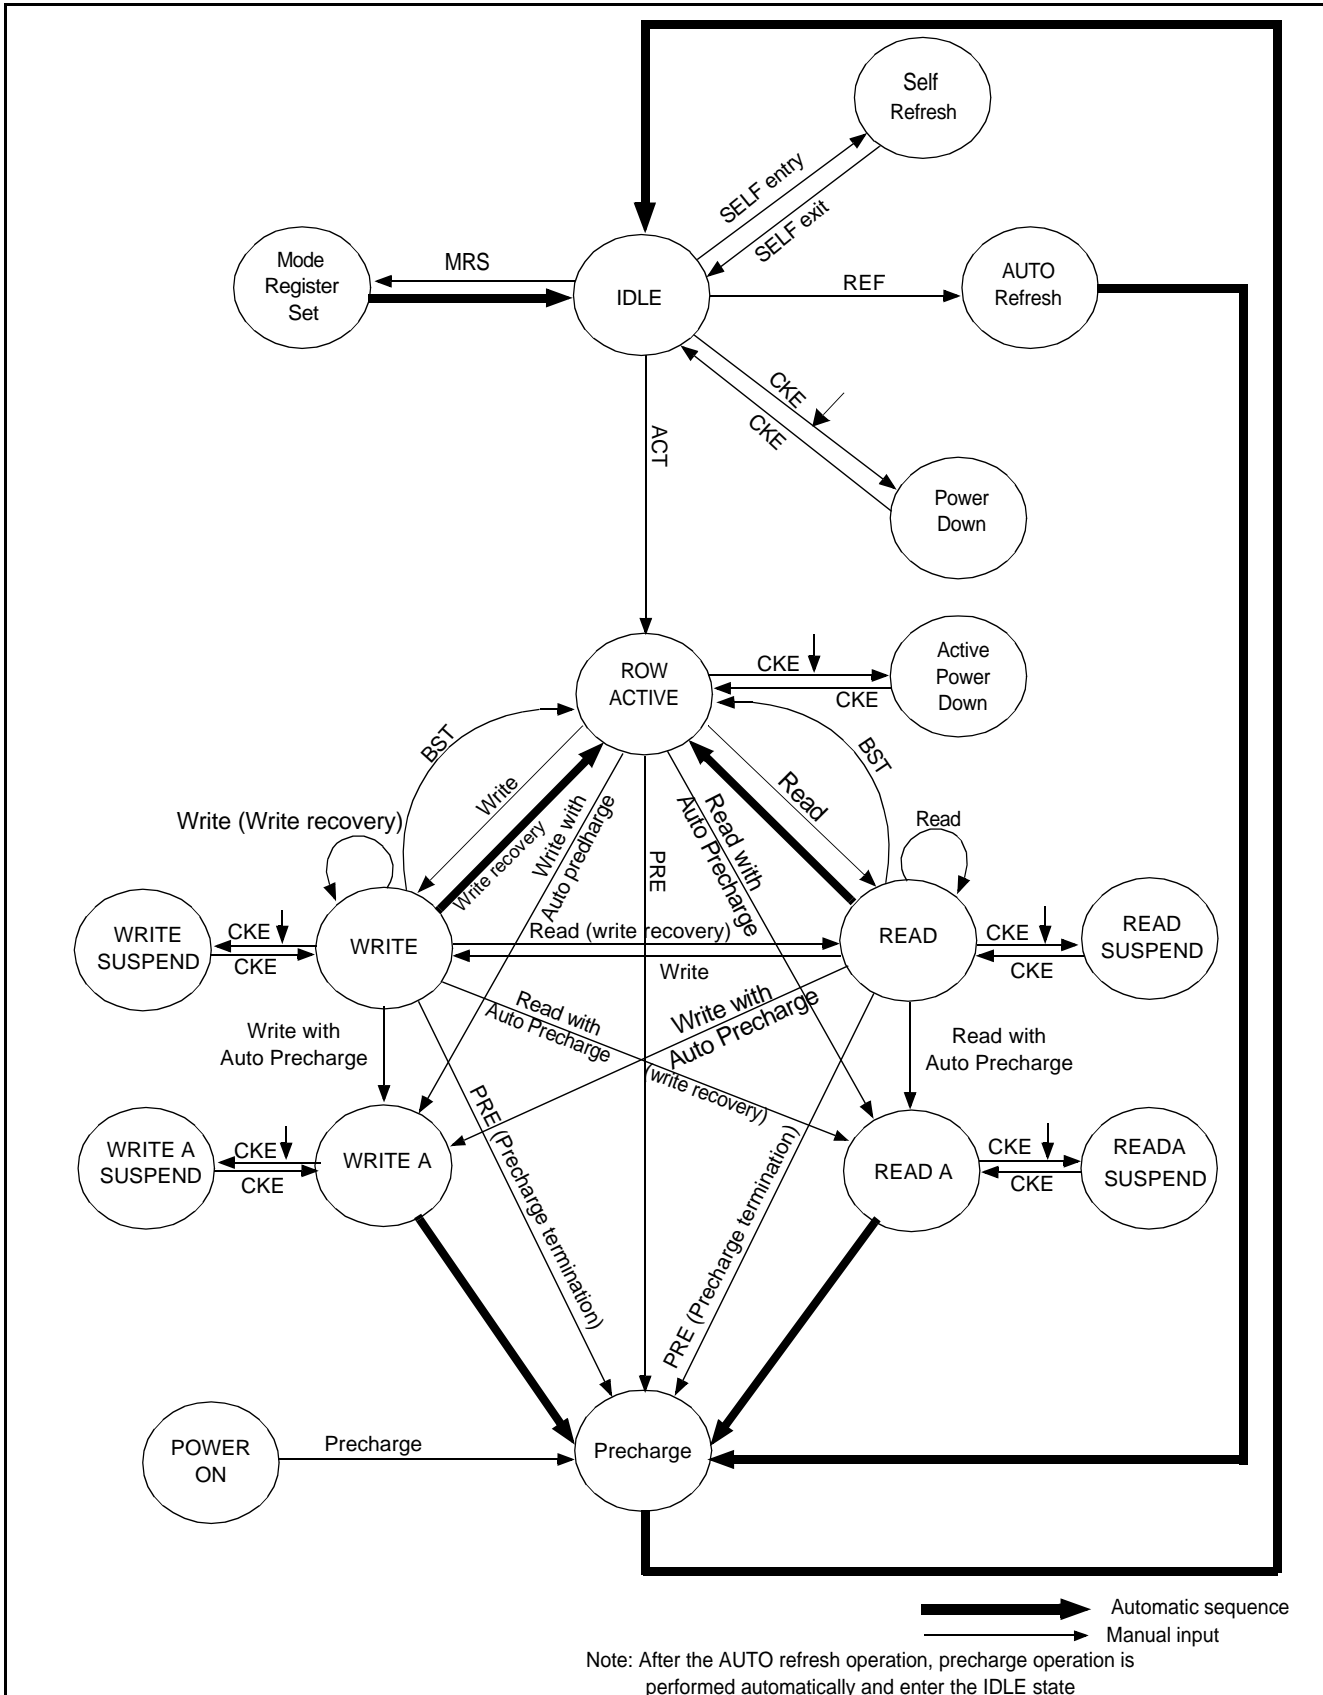 Self
Refresh
SELF entry
SELF exit
Mode
Register
Set
MRS
IDLE
REF
AUTO
Refresh
CKE
CKE
ACT
Power
Down
ROW
ACTIVE
CKE
CKE
Active
Power
Down
BST
Write
Write recovery
Write with
Auto predharge
PRE
Read with
Auto Precharge
Read
BST
Write (Write recovery)
Read
WRITE
SUSPEND
CKE
CKE
WRITE
Read (write recovery)
Write
READ
CKE
CKE
READ
SUSPEND
Write with
Auto Precharge
Read with
Auto Precharge
(write recovery)
Write with
Auto Precharge
Read with
Auto Precharge
WRITE A
SUSPEND
CKE
CKE
WRITE A
PRE (Precharge termination)
PRE (Precharge termination)
READ A
CKE
CKE
READA
SUSPEND
POWER
ON
Precharge
Precharge
Automatic sequence
Manual input
Note: After the AUTO refresh operation, precharge operation is
performed automatically and enter the IDLE state